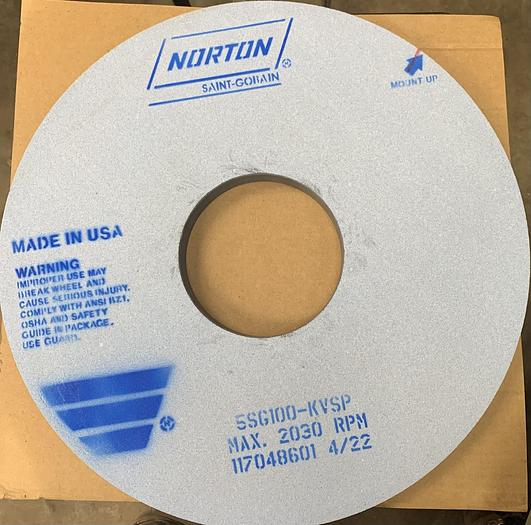 NORTON
SAINT-GOBAIN
MOUNT UP
MADE IN USA
WARNING
IMPROPER USE MAY
BREAK WHEEL AND
CAUSE SERIOUS INJURY.
COMPLY WITH ANSI B7.1,
OSHA AND SAFETY
GUIDE IN PACKAGE.
USE GUARD.
5SG100-KVSP
MAX. 2030 RPM
117048601 4/22